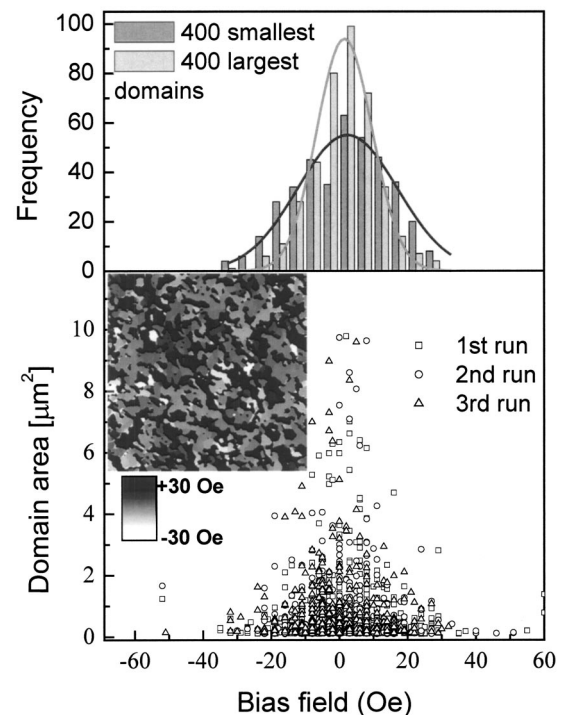 100
80
60
40
20
0
Frequency
400 smallest
400 largest
domains
10
8
6
4
2
0
Domain area [μm²]
1st run
2nd run
3rd run
+30 Oe
-30 Oe
-60 -40 -20 0 20 40 60
Bias field (Oe)